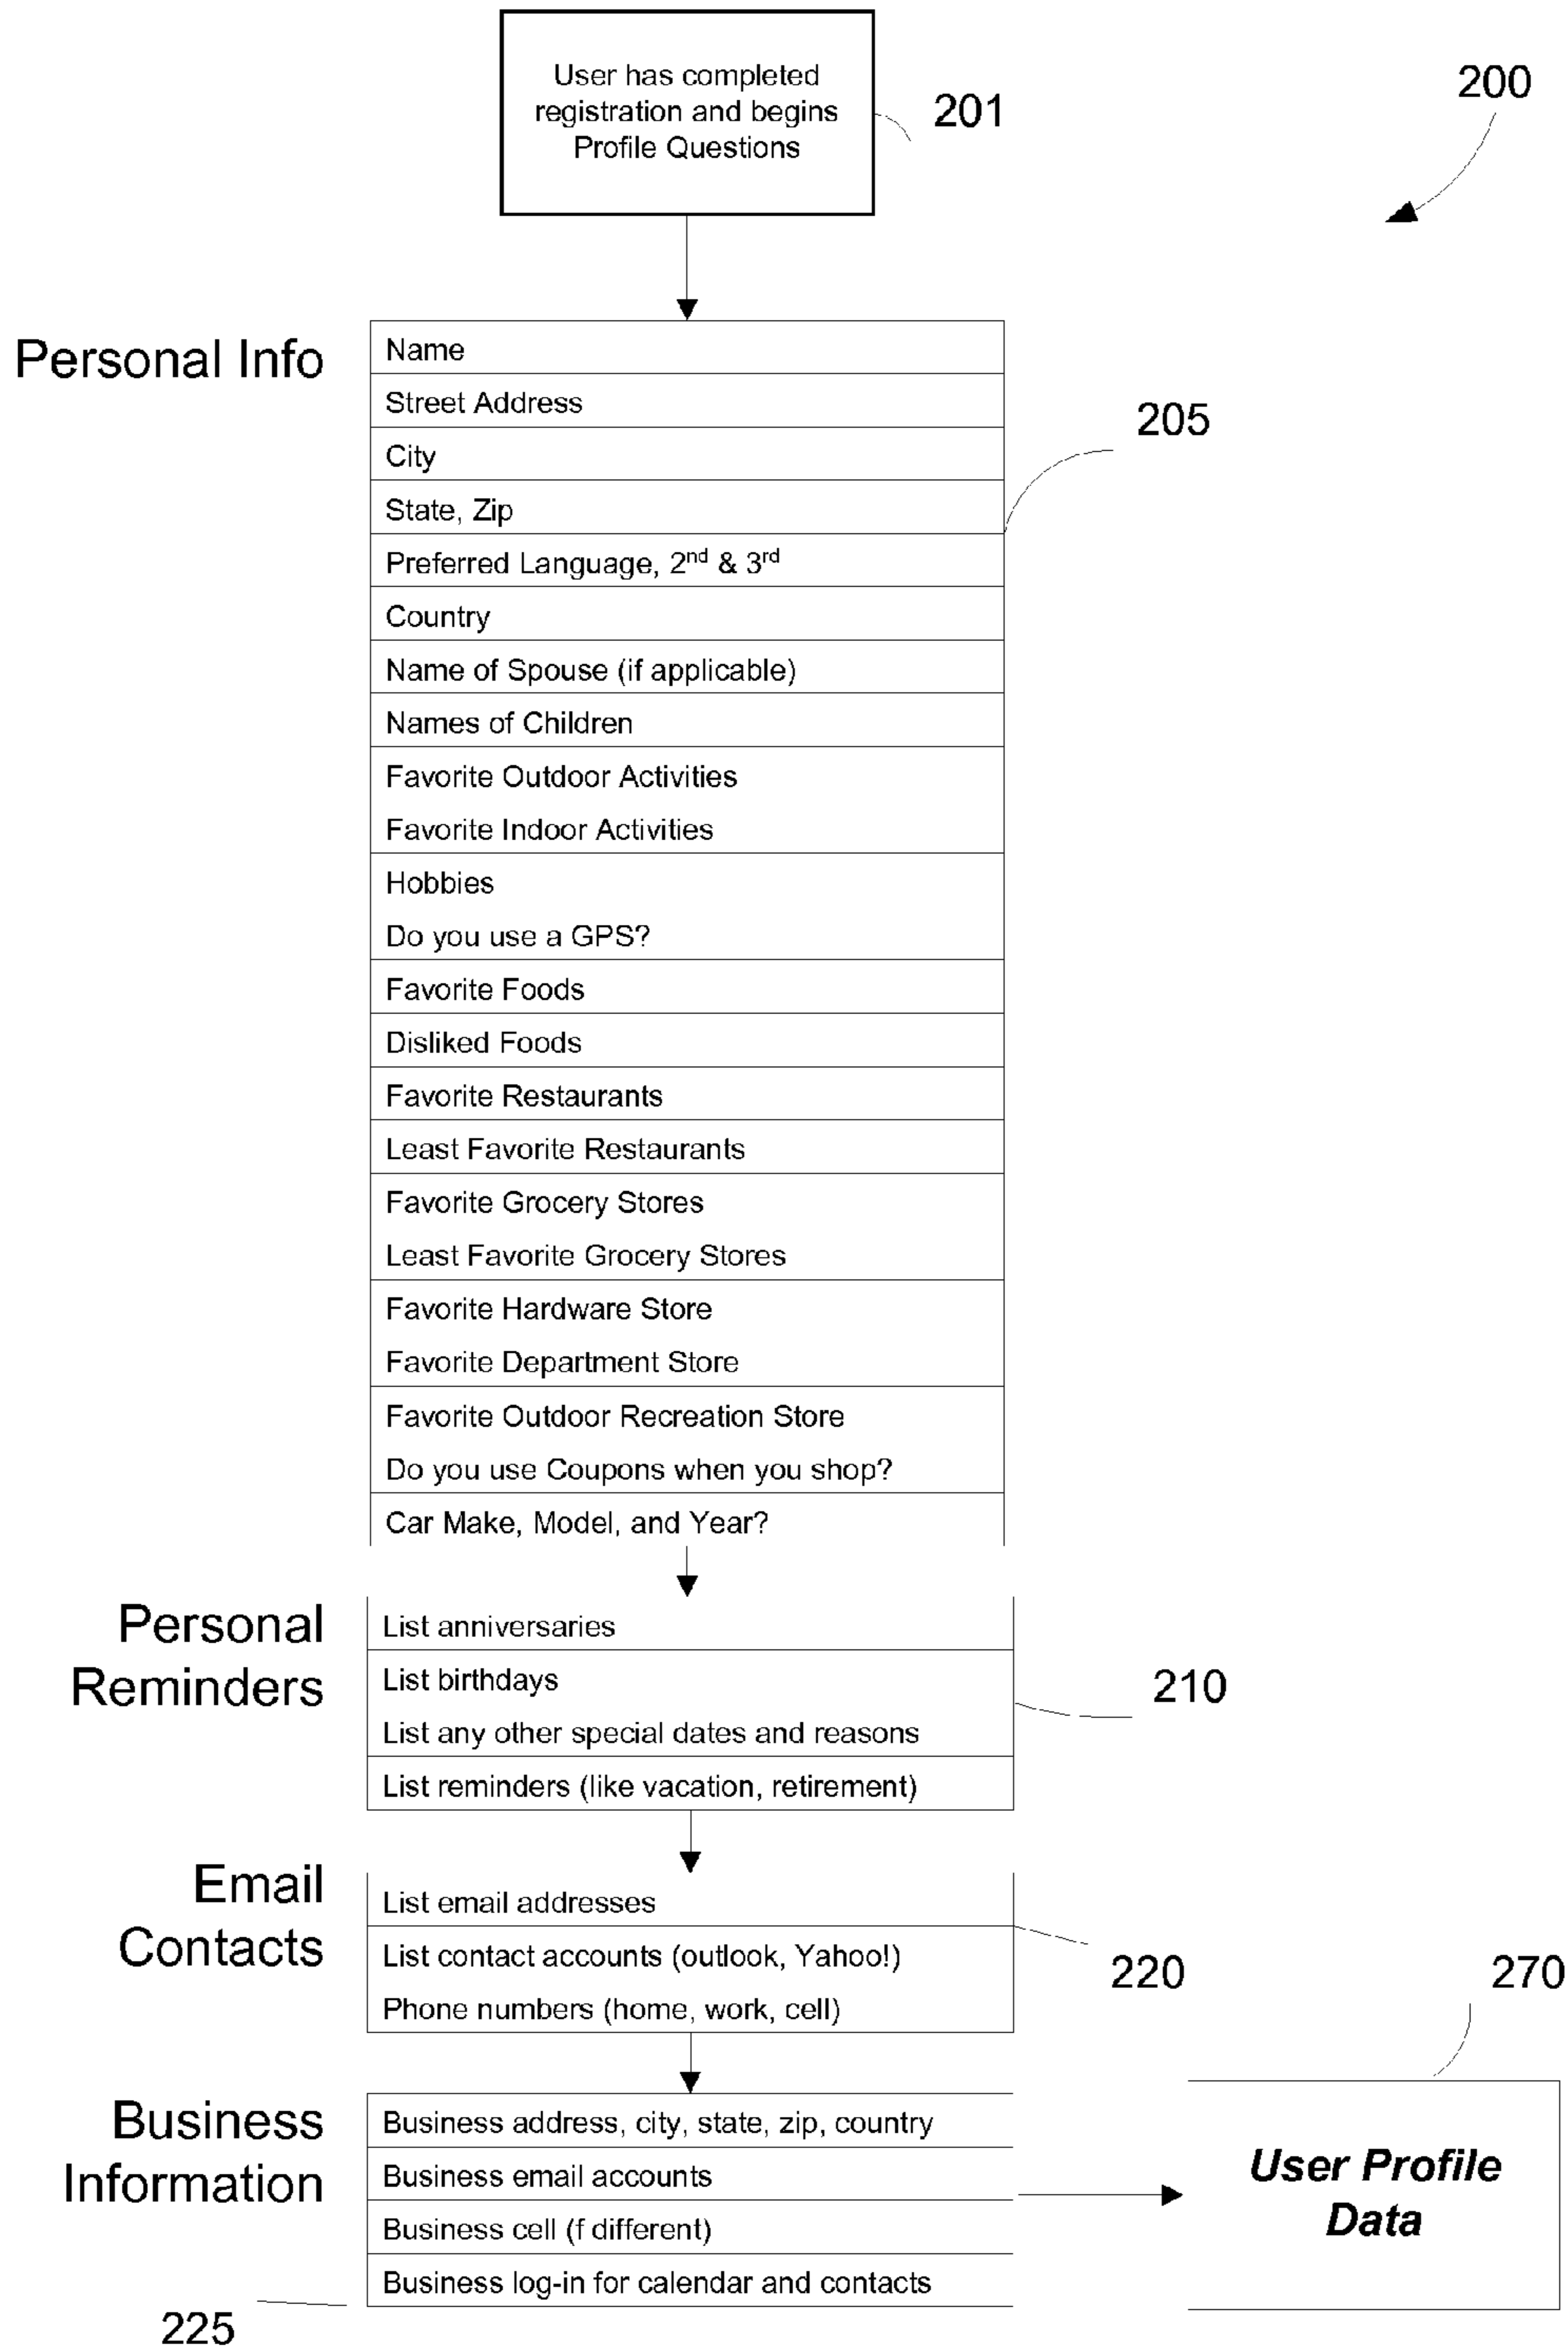 User has completed
registration and begins
Profile Questions
201
200
Personal Info
Name
Street Address
City
State, Zip
Preferred Language, 2nd & 3rd
Country
Name of Spouse (if applicable)
Names of Children
Favorite Outdoor Activities
Favorite Indoor Activities
Hobbies
Do you use a GPS?
Favorite Foods
Disliked Foods
Favorite Restaurants
Least Favorite Restaurants
Favorite Grocery Stores
Least Favorite Grocery Stores
Favorite Hardware Store
Favorite Department Store
Favorite Outdoor Recreation Store
Do you use Coupons when you shop?
Car Make, Model, and Year?
205
Personal
Reminders
List anniversaries
List birthdays
List any other special dates and reasons
List reminders (like vacation, retirement)
210
Email
Contacts
List email addresses
List contact accounts (outlook, Yahoo!)
Phone numbers (home, work, cell)
220
Business
Information
Business address, city, state, zip, country
Business email accounts
Business cell (f different)
Business log-in for calendar and contacts
225
270
User Profile
Data